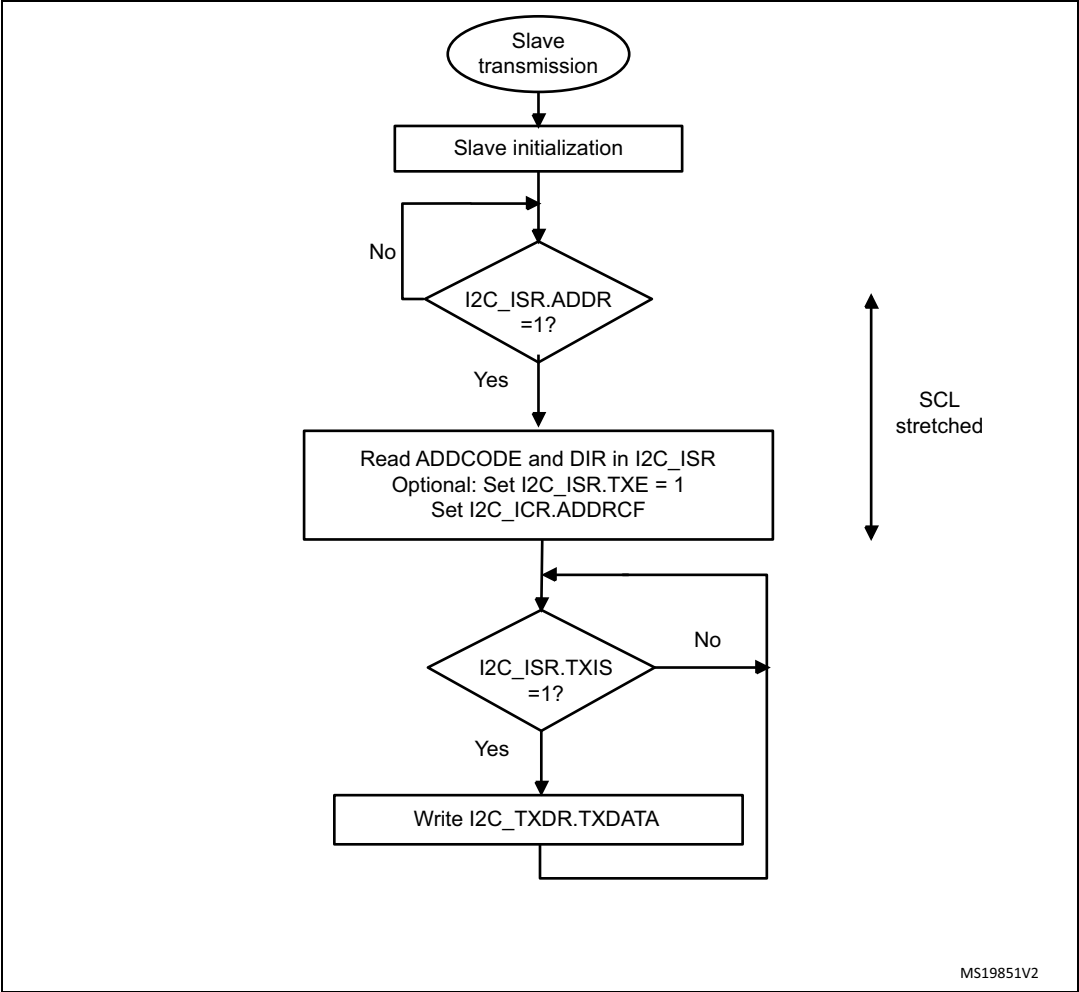 Slave
transmission
Slave initialization
No
I2C_ISR.ADDR
=1?
Yes
SCL
stretched
Read ADDCODE and DIR in I2C_ISR
Optional: Set I2C_ISR.TXE = 1
Set I2C_ICR.ADDRCF
No
I2C_ISR.TXIS
=1?
Yes
Write I2C_TXDR.TXDATA
MS19851V2